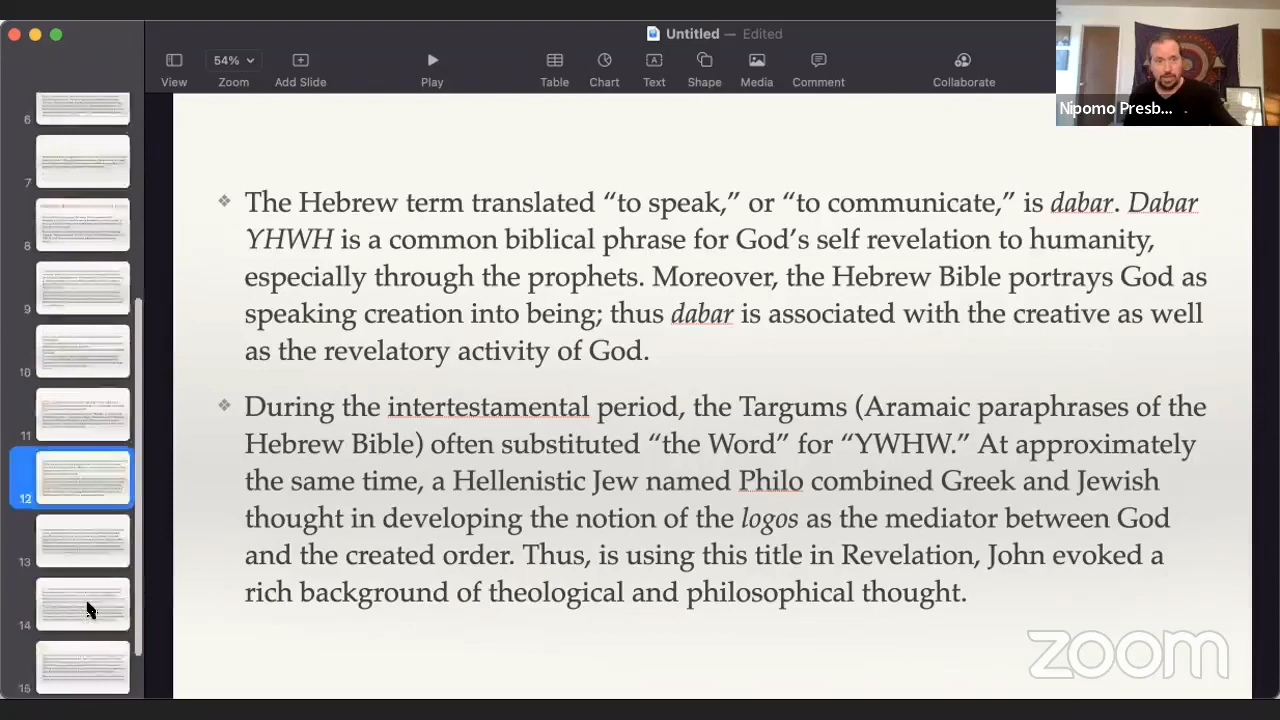 Untitled — Edited
54%
View
Zoom
Add Slide
Play
Table
Chart
Text
Shape
Media
Comment
Collaborate
Nipomo Presb...
6
7
8
9
10
11
12
13
14
The Hebrew term translated “to speak,” or “to communicate,” is dabar. Dabar
YHWH is a common biblical phrase for God’s self revelation to humanity,
especially through the prophets. Moreover, the Hebrew Bible portrays God as
speaking creation into being; thus dabar is associated with the creative as well
as the revelatory activity of God.
During the intertestamental period, the Targums (Aramaic paraphrases of the
Hebrew Bible) often substituted “the Word” for “YWHW.” At approximately
the same time, a Hellenistic Jew named Philo combined Greek and Jewish
thought in developing the notion of the logos as the mediator between God
and the created order. Thus, is using this title in Revelation, John evoked a
rich background of theological and philosophical thought.
zoom